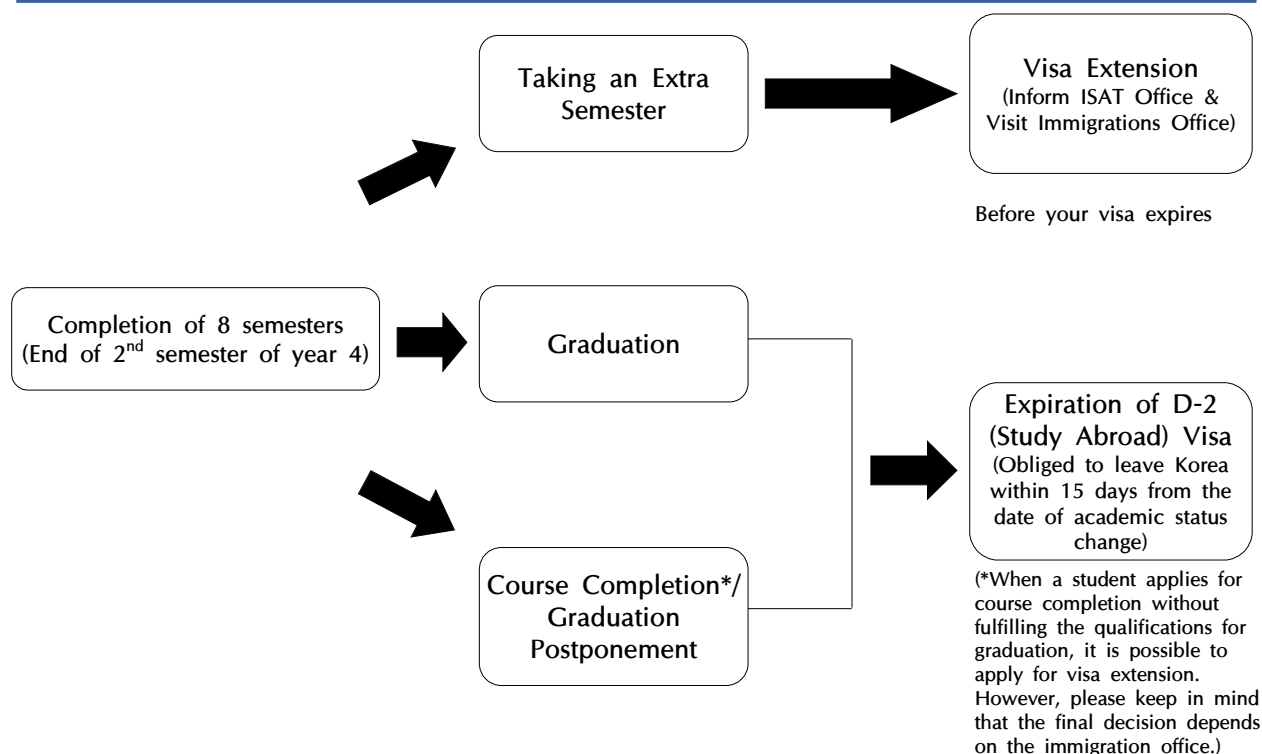 Taking an Extra
Semester
Visa Extension
(Inform ISAT Office &
Visit Immigrations Office)
Before your visa expires
Completion of 8 semesters
(End of 2nd semester of year 4)
Graduation
Course Completion*/
Graduation
Postponement
Expiration of D-2
(Study Abroad) Visa
(Obliged to leave Korea
within 15 days from the
date of academic status
change)
(*When a student applies for
course completion without
fulfilling the qualifications for
graduation, it is possible to
apply for visa extension.
However, please keep in mind
that the final decision depends
on the immigration office.)